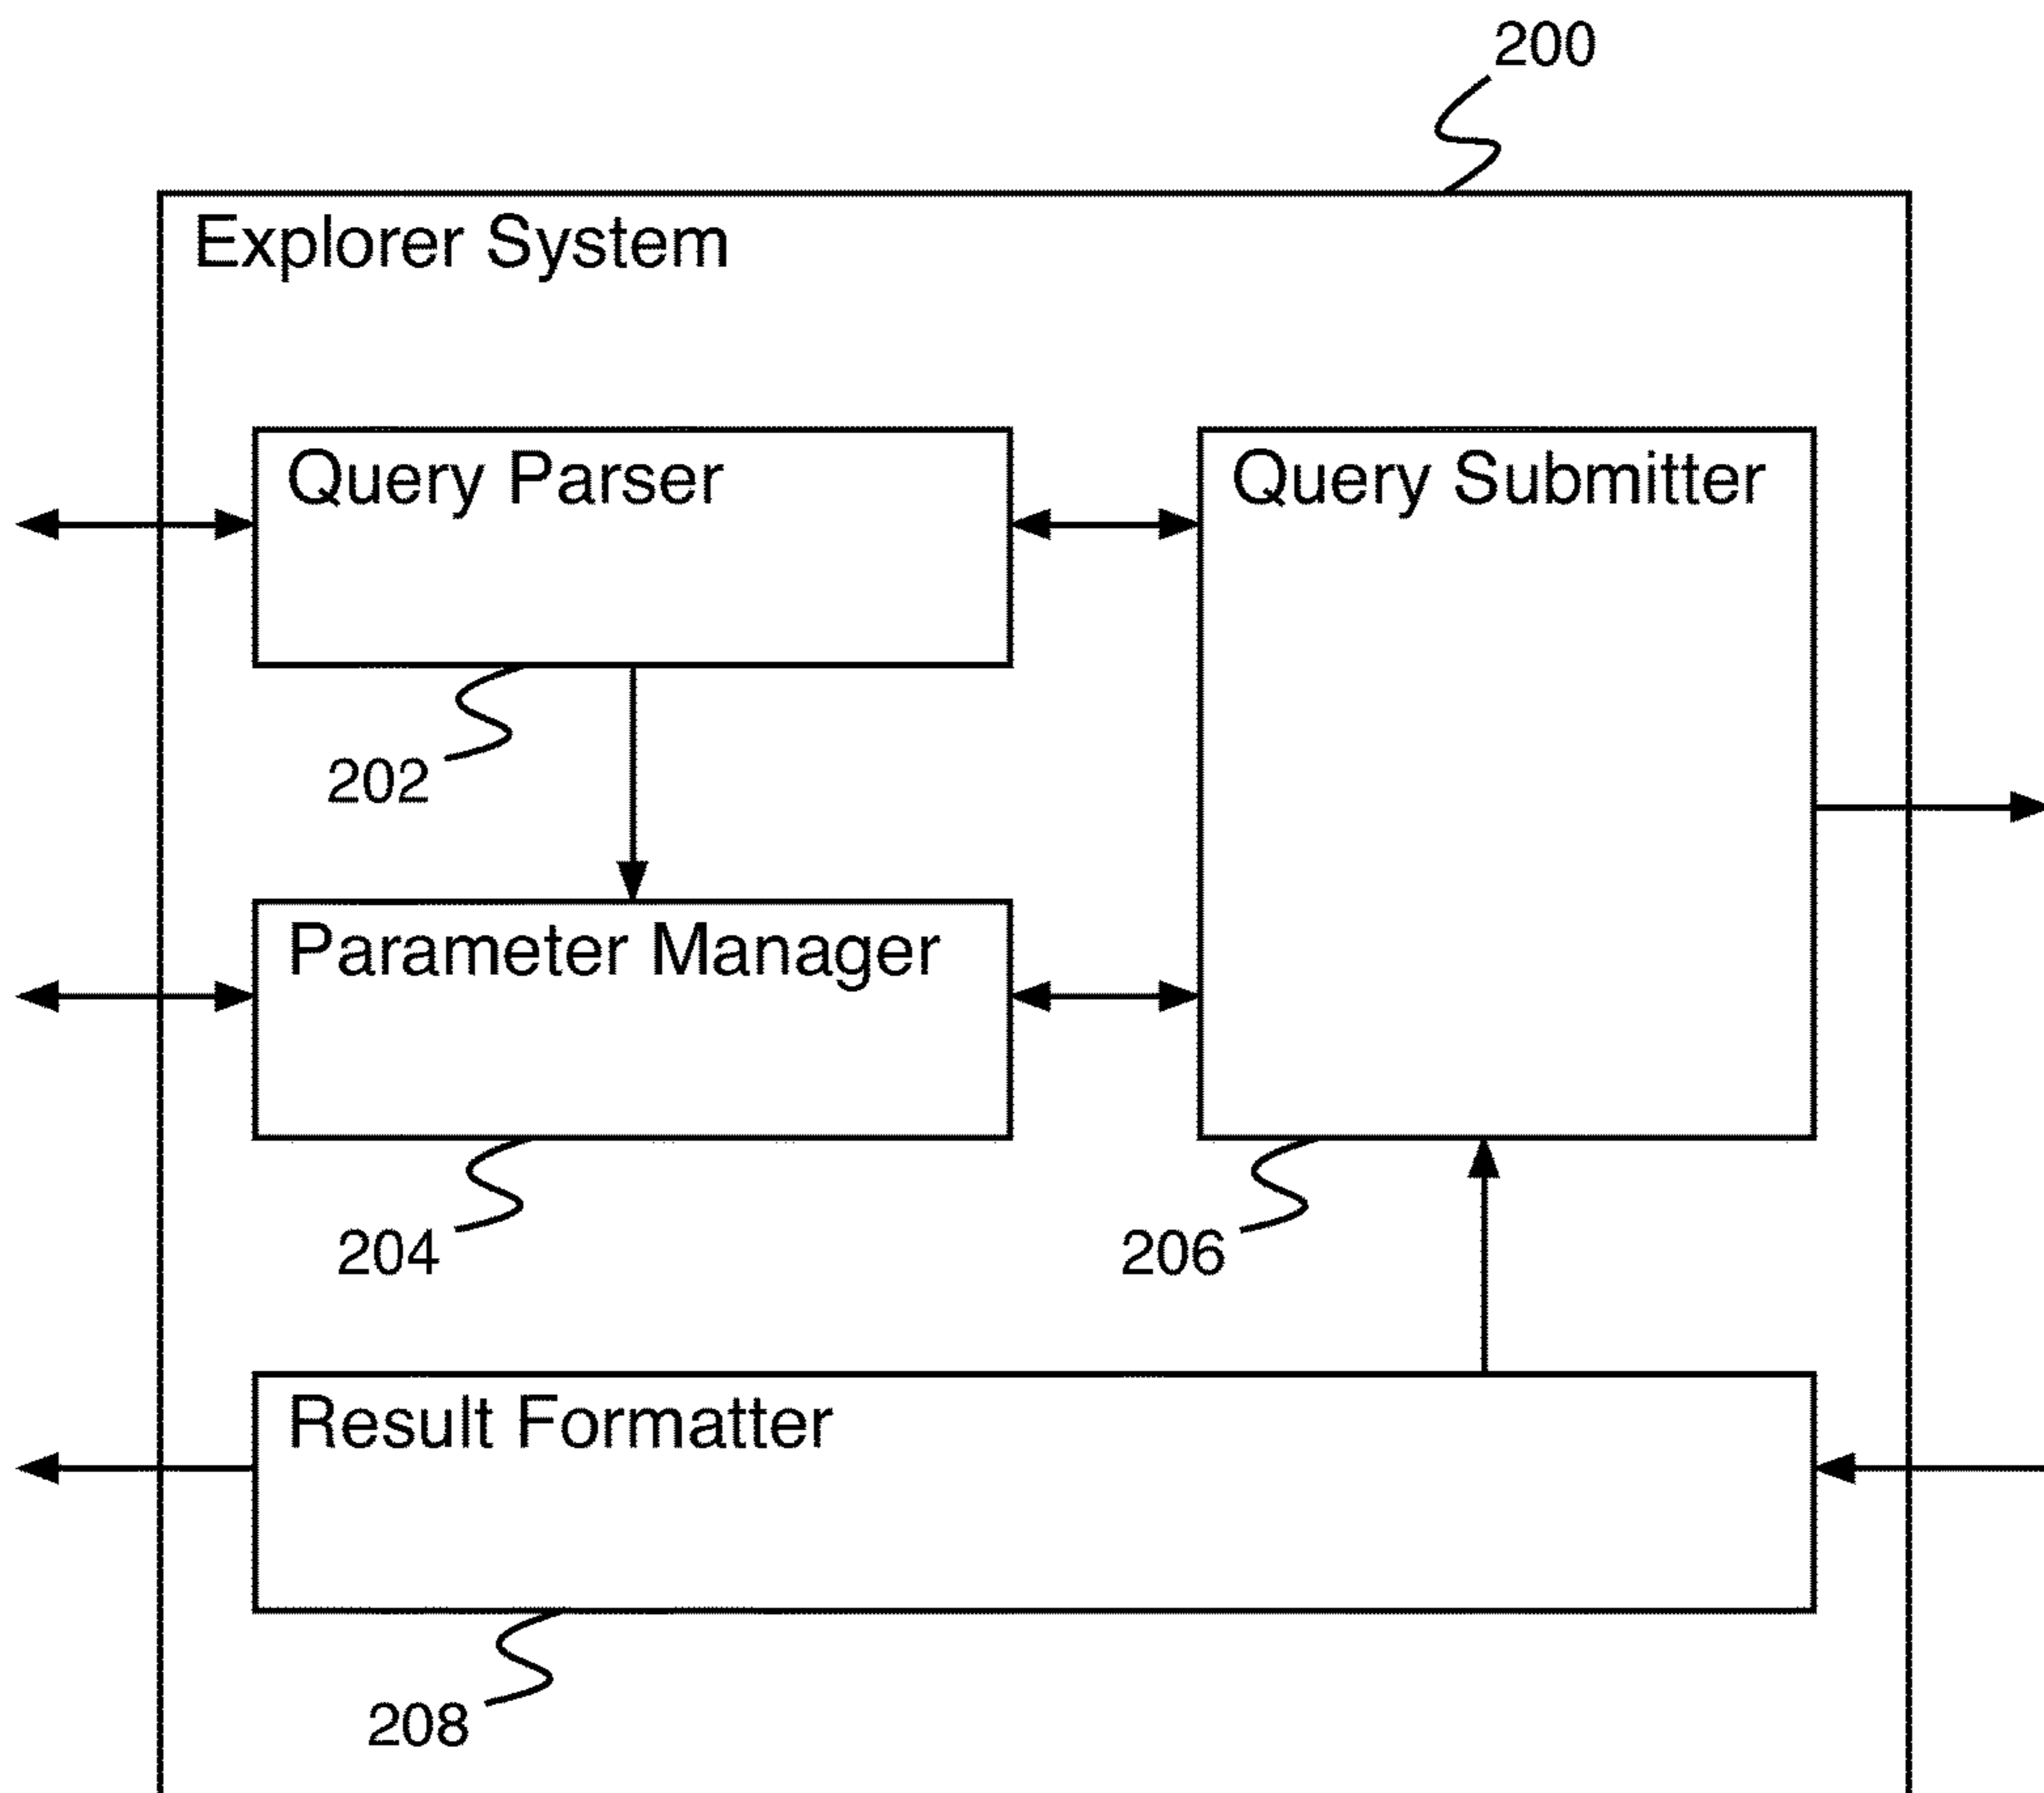 200
Explorer System
Query Parser
Query Submitter
202
Parameter Manager
204
206
Result Formatter
208